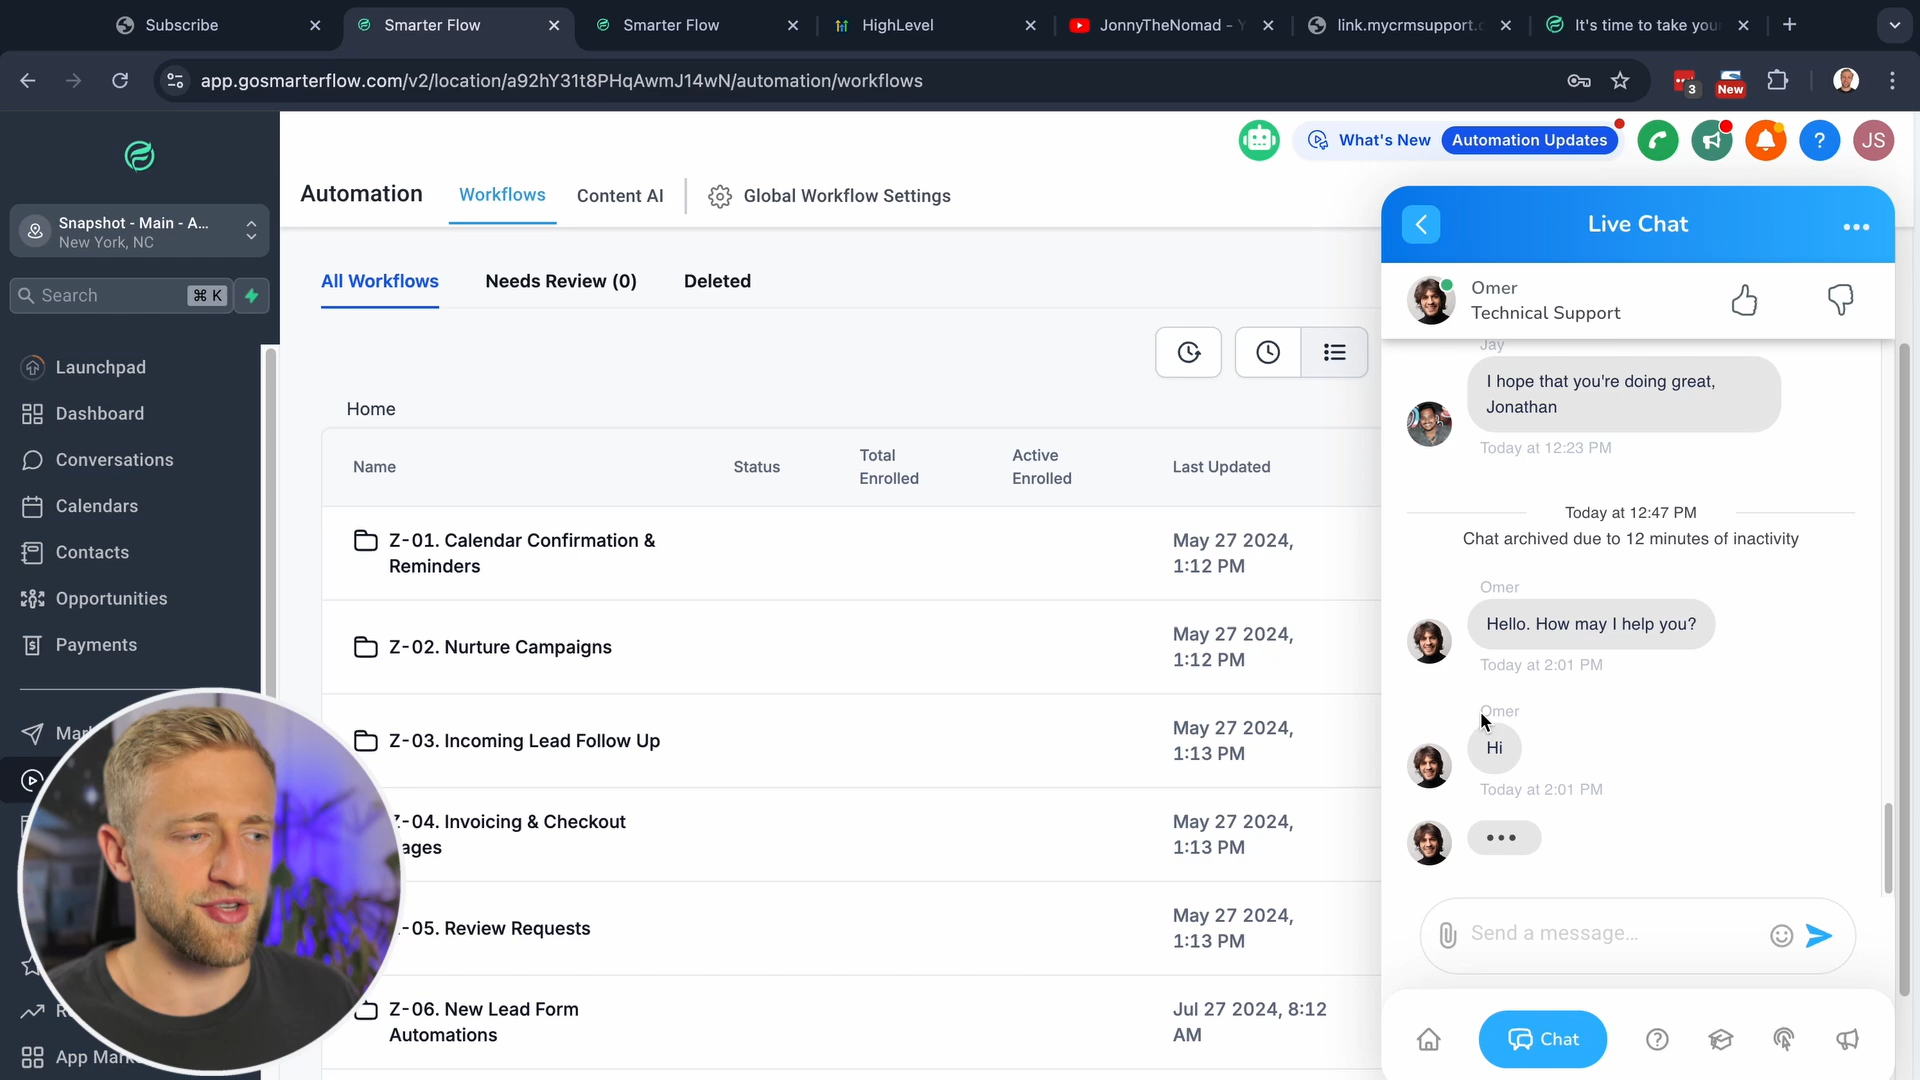 Subscribe
Smarter Flow
Smarter Flow
HighLevel
JonnyTheNomad -
link.mycrmsupport.c
It's time to take you
app.gosmarterflow.com/v2/location/a92hY31t8PHqAwmJ14wN/automation/workflows
3
New
What's New
Automation Updates
?
JS
Snapshot - Main - A...
New York, NC
Search
⌘ K
Launchpad
Dashboard
Conversations
Calendars
Contacts
Opportunities
Payments
App
Automation
Workflows
Content AI
Global Workflow Settings
All Workflows
Needs Review (0)
Deleted
Home
Name
Status
Total
Enrolled
Active
Enrolled
Last Updated
Z-01. Calendar Confirmation &
Reminders
May 27 2024,
1:12 PM
Z-02. Nurture Campaigns
May 27 2024,
1:12 PM
Z-03. Incoming Lead Follow Up
May 27 2024,
1:13 PM
-04. Invoicing & Checkout
ages
May 27 2024,
1:13 PM
-05. Review Requests
May 27 2024,
1:13 PM
Z-06. New Lead Form
Automations
Jul 27 2024, 8:12
AM
Live Chat
Omer
Technical Support
Jay
I hope that you're doing great,
Jonathan
Today at 12:23 PM
Today at 12:47 PM
Chat archived due to 12 minutes of inactivity
Omer
Hello. How may I help you?
Today at 2:01 PM
Omer
Hi
Today at 2:01 PM
Send a message...
Chat